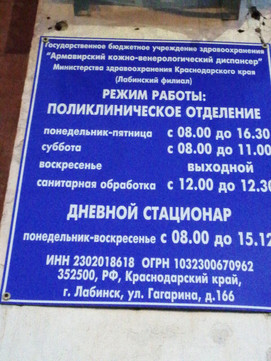 Государственное бюджетное учреждение здравоохранения
"Армавирский кожно-венерологический диспансер"
Министерства здравоохранения Краснодарского края
(Лабинский филиал)
РЕЖИМ РАБОТЫ:
ПОЛИКЛИНИЧЕСКОЕ ОТДЕЛЕНИЕ
понедельник-пятница с 08.00 до 16.30
суббота с 08.00 до 11.00
воскресенье выходной
санитарная обработка с 12.00 до 12.30
ДНЕВНОЙ СТАЦИОНАР
понедельник-воскресенье с 08.00 до 15.12
ИНН 2302018618 ОГРН 1032300670962
352500, РФ, Краснодарский край,
г. Лабинск, ул. Гагарина, д.166